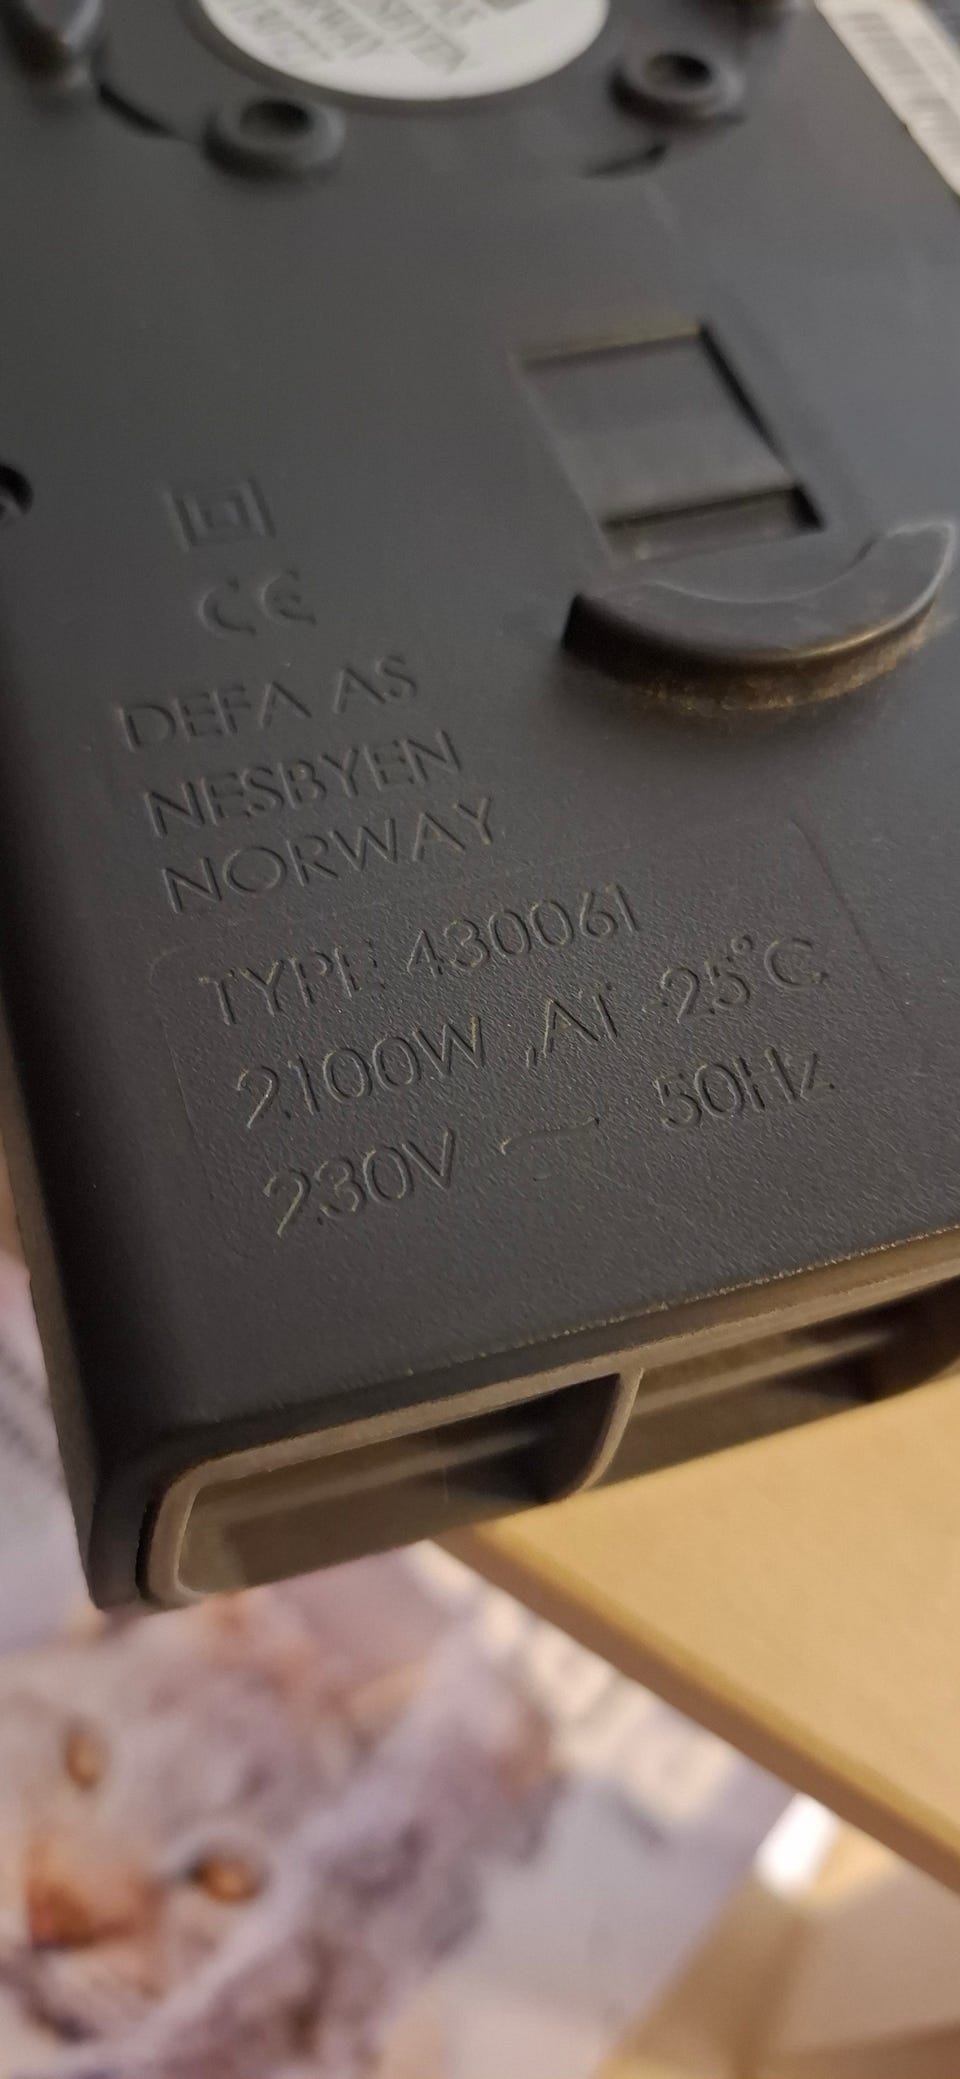 CE
DEFA AS
NESBYEN
NORWAY
TYPE 430061
2100W ,AT -25°C
230V ~ 50Hz